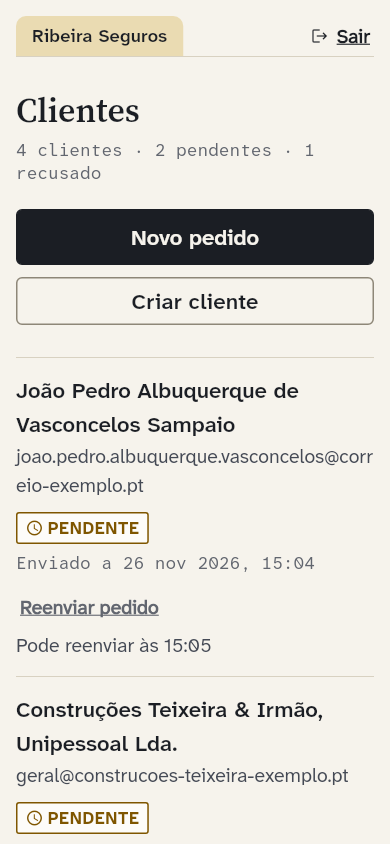 Ribeira Seguros
Sair
Clientes
4 clientes · 2 pendentes · 1
recusado
Novo pedido
Criar cliente
João Pedro Albuquerque de
Vasconcelos Sampaio
joao.pedro.albuquerque.vasconcelos@corr
eio-exemplo.pt
PENDENTE
Enviado a 26 nov 2026, 15:04
Reenviar pedido
Pode reenviar às 15:05
Construções Teixeira & Irmão,
Unipessoal Lda.
geral@construcoes-teixeira-exemplo.pt
PENDENTE